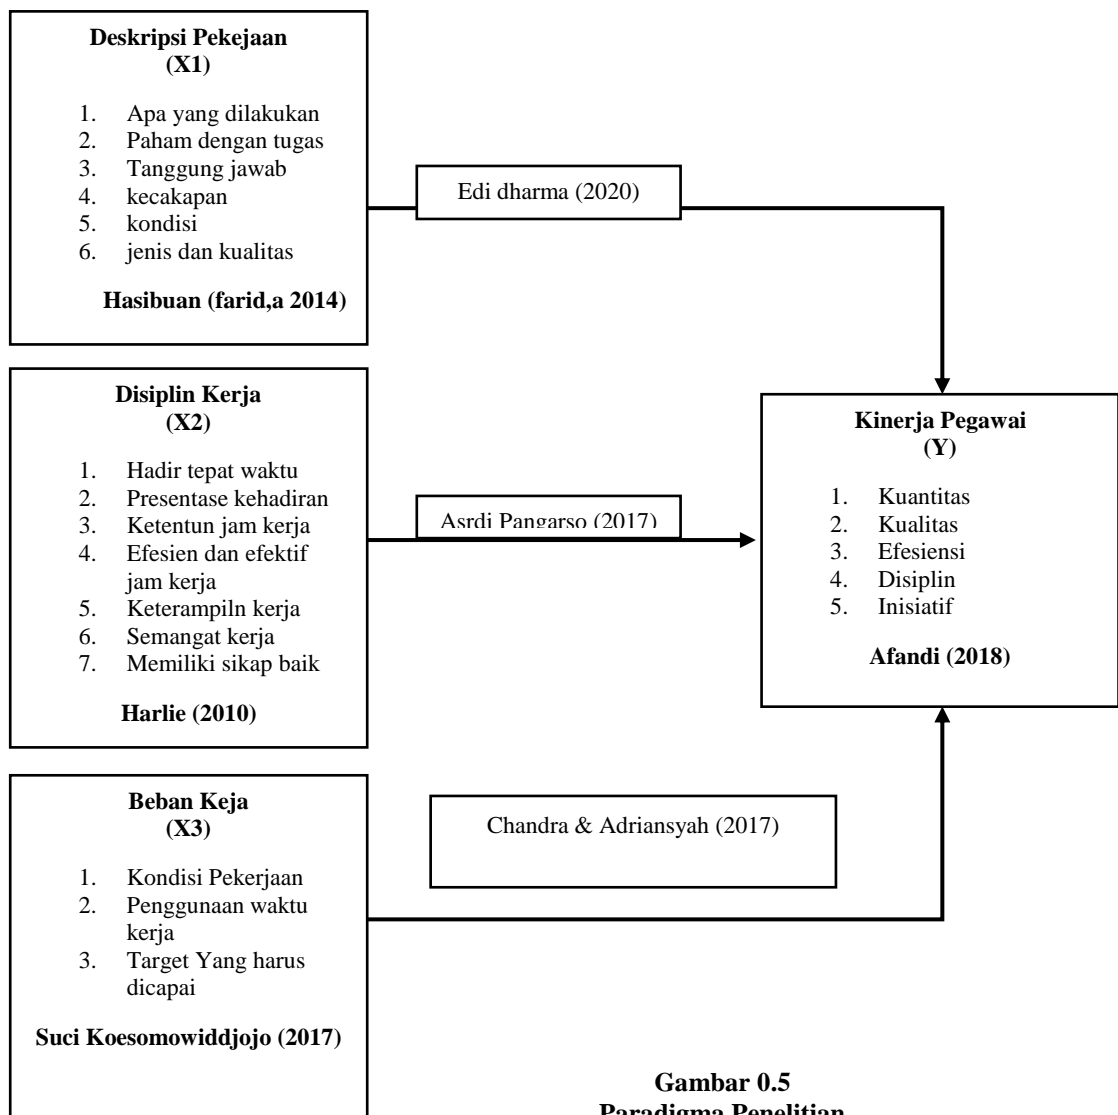 Deskripsi Pekejaan
(X1)
1. Apa yang dilakukan
2. Paham dengan tugas
3. Tanggung jawab
4. kecakapan
5. kondisi
6. jenis dan kualitas
Hasibuan (farid,a 2014)
Edi dharma (2020)
Disiplin Kerja
(X2)
1. Hadir tepat waktu
2. Presentase kehadiran
3. Ketentun jam kerja
4. Efesien dan efektif
jam kerja
5. Keterampiln kerja
6. Semangat kerja
7. Memiliki sikap baik
Harlie (2010)
Asrdi Pangarso (2017)
Kinerja Pegawai
(Y)
1. Kuantitas
2. Kualitas
3. Efesiensi
4. Disiplin
5. Inisiatif
Afandi (2018)
Beban Keja
(X3)
1. Kondisi Pekerjaan
2. Penggunaan waktu
kerja
3. Target Yang harus
dicapai
Suci Koesomowiddjojo (2017)
Chandra & Adriansyah (2017)
Gambar 0.5
Paradigma Penelitian